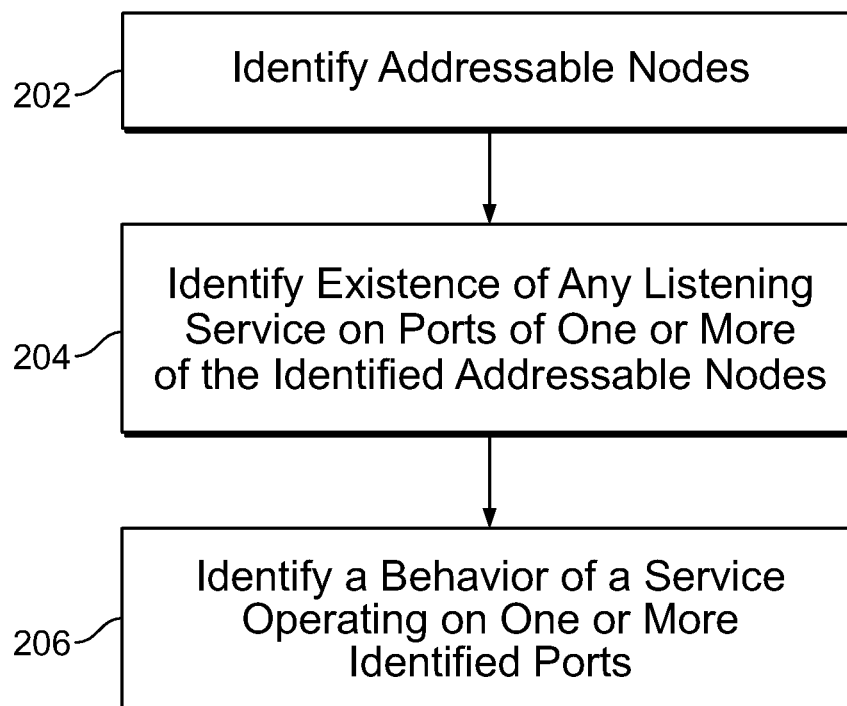 202
Identify Addressable Nodes
204
Identify Existence of Any Listening
Service on Ports of One or More
of the Identified Addressable Nodes
206
Identify a Behavior of a Service
Operating on One or More
Identified Ports